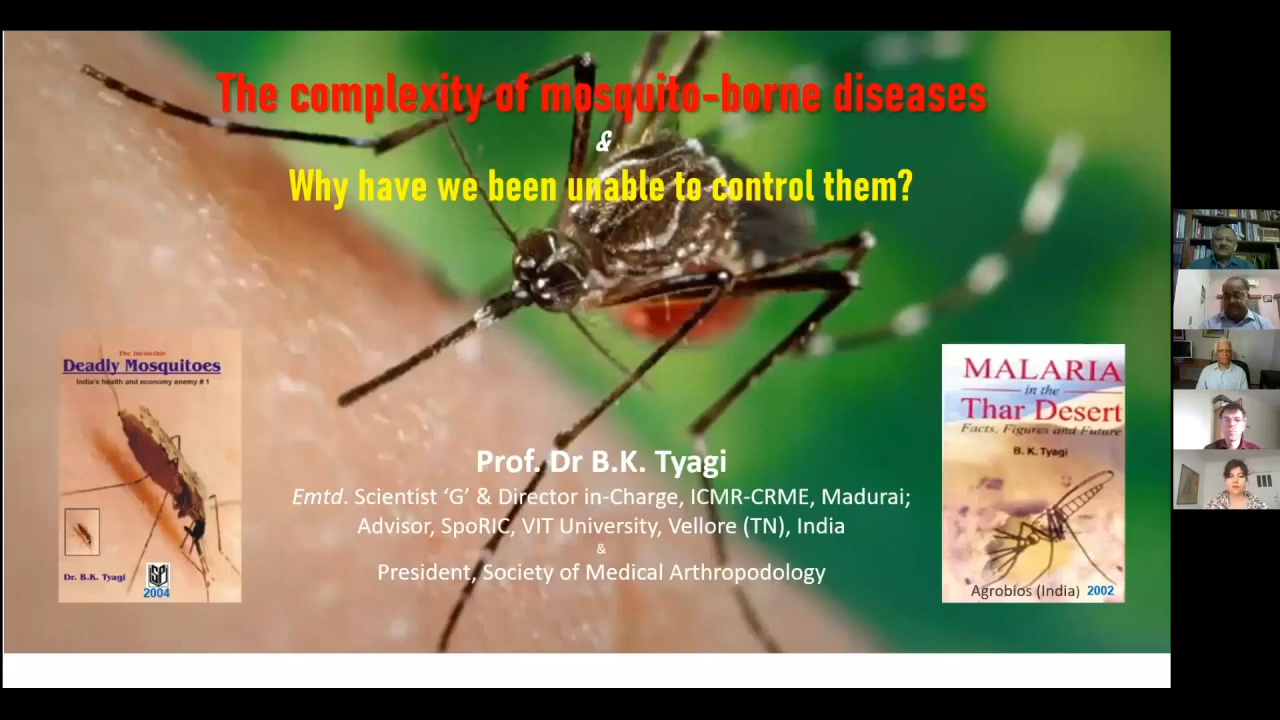 The complexity of mosquito-borne diseases
&
Why have we been unable to control them?
The Invincible
Deadly Mosquitoes
India's health and economy enemy # 1
Dr. B.K. Tyagi
2004
Prof. Dr B.K. Tyagi
Emtd. Scientist ‘G’ & Director in-Charge, ICMR-CRME, Madurai;
Advisor, SpoRIC, VIT University, Vellore (TN), India
&
President, Society of Medical Arthropodology
MALARIA
in the
Thar Desert
Facts, Figures and Future
B. K. Tyagi
Agrobios (India) 2002